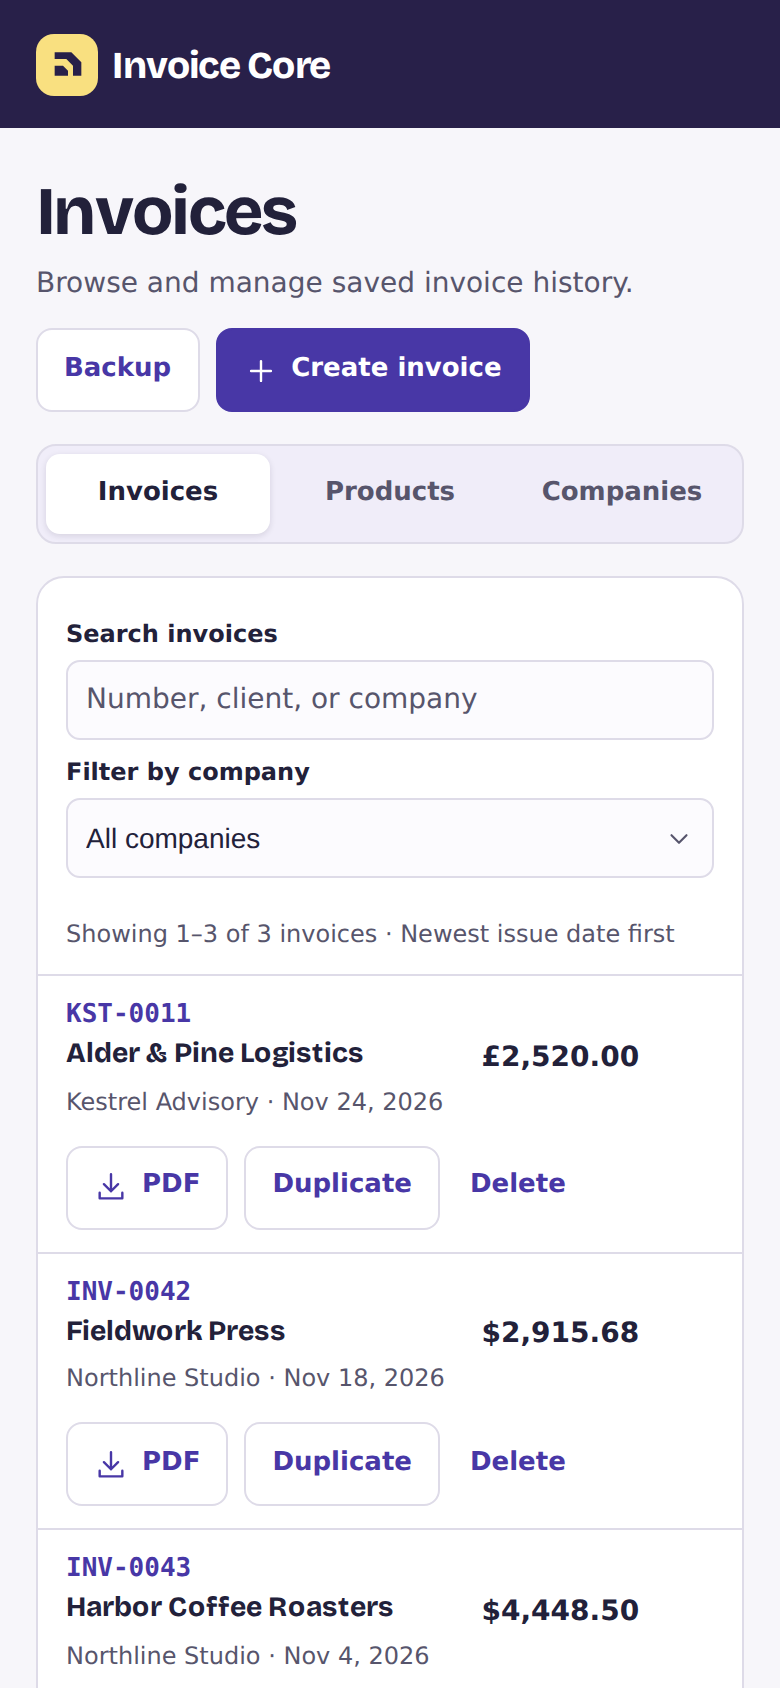 Invoice Core
Invoices
Browse and manage saved invoice history.
Backup
Create invoice
Invoices
Products
Companies
Search invoices
Number, client, or company
Filter by company
All companies
Showing 1–3 of 3 invoices · Newest issue date first
KST-0011
Alder & Pine Logistics
£2,520.00
Kestrel Advisory · Nov 24, 2026
PDF
Duplicate
Delete
INV-0042
Fieldwork Press
$2,915.68
Northline Studio · Nov 18, 2026
PDF
Duplicate
Delete
INV-0043
Harbor Coffee Roasters
$4,448.50
Northline Studio · Nov 4, 2026